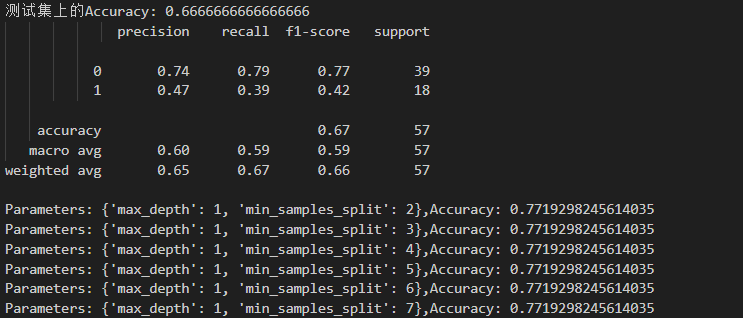 测试集上的Accuracy: 0.6666666666666666
precision recall f1-score support
0 0.74 0.79 0.77 39
1 0.47 0.39 0.42 18
accuracy 0.67 57
macro avg 0.60 0.59 0.59 57
weighted avg 0.65 0.67 0.66 57
Parameters: {'max_depth': 1, 'min_samples_split': 2},Accuracy: 0.7719298245614035
Parameters: {'max_depth': 1, 'min_samples_split': 3},Accuracy: 0.7719298245614035
Parameters: {'max_depth': 1, 'min_samples_split': 4},Accuracy: 0.7719298245614035
Parameters: {'max_depth': 1, 'min_samples_split': 5},Accuracy: 0.7719298245614035
Parameters: {'max_depth': 1, 'min_samples_split': 6},Accuracy: 0.7719298245614035
Parameters: {'max_depth': 1, 'min_samples_split': 7},Accuracy: 0.7719298245614035